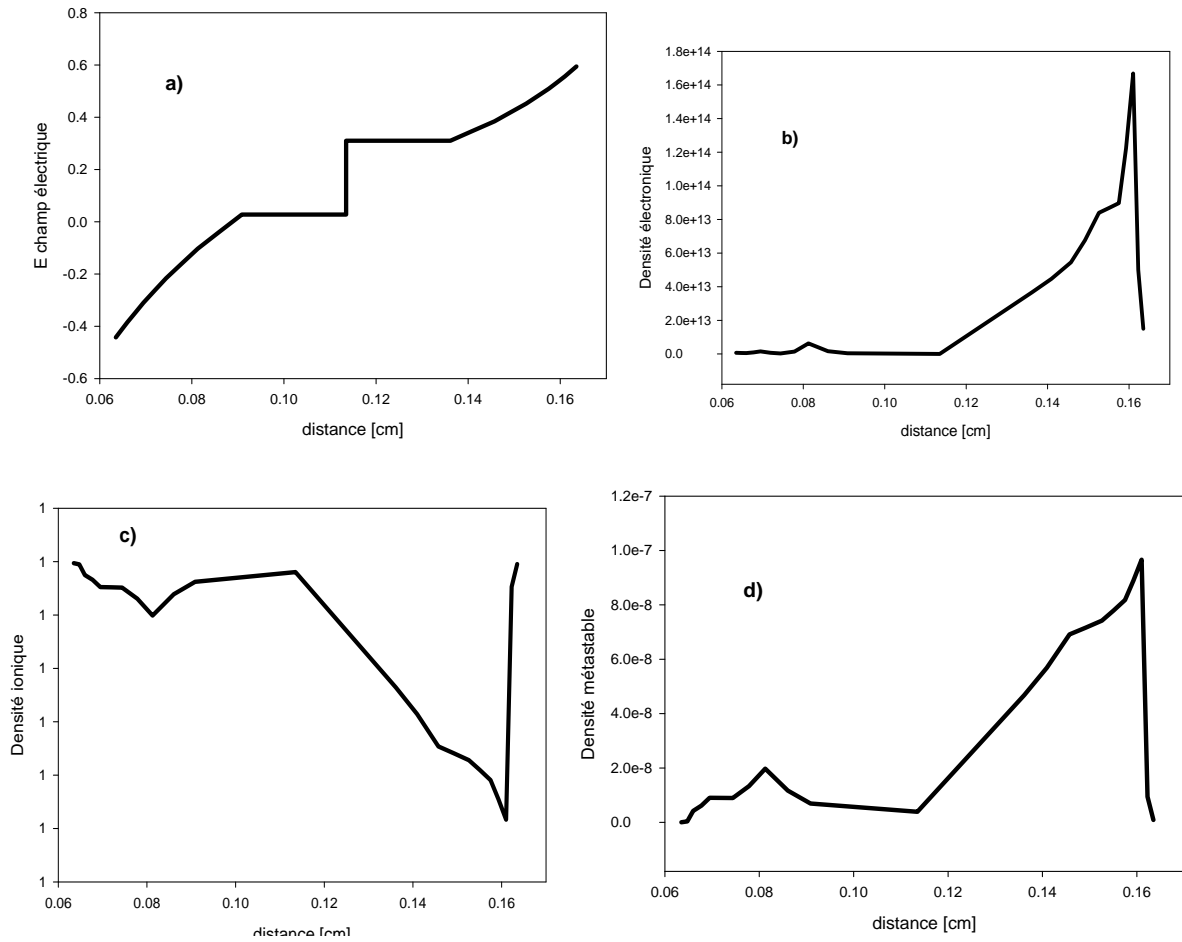 a)
E champ électrique
0.8
0.6
0.4
0.2
0.0
-0.2
-0.4
-0.6
0.06 0.08 0.10 0.12 0.14 0.16
distance [cm]
b)
Densité électronique
1.8e+14
1.6e+14
1.4e+14
1.2e+14
1.0e+14
8.0e+13
6.0e+13
4.0e+13
2.0e+13
0.0
0.06 0.08 0.10 0.12 0.14 0.16
distance [cm]
c)
Densité ionique
1
1
1
1
1
1
1
1
0.06 0.08 0.10 0.12 0.14 0.16
distance [cm]
d)
Densité métastable
1.2e-7
1.0e-7
8.0e-8
6.0e-8
4.0e-8
2.0e-8
0.0
0.06 0.08 0.10 0.12 0.14 0.16
distance [cm]